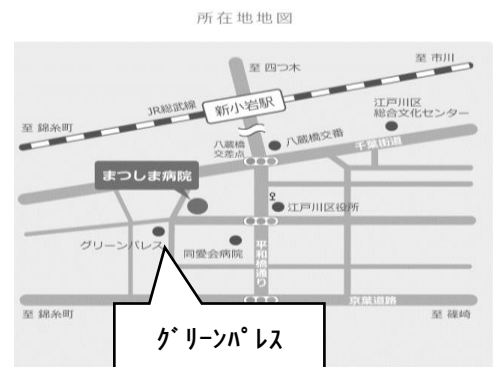 所在地地図
至 四つ木
至 市川
JR総武線
新小岩駅
至 錦糸町
江戸川区
総合文化センター
八蔵橋
交差点
八蔵橋交番
千葉街道
まつしま病院
江戸川区役所
グリーンパレス
同愛会病院
平和橋通り
京葉道路
至 錦糸町
至 篠崎
グリーンパレス